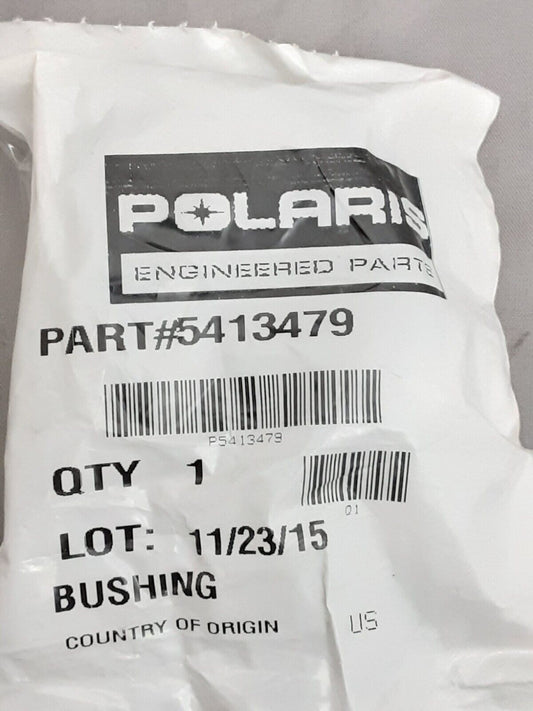 POLARIS
ENGINEERED PARTS
PART#5413479
P5413479
QTY 1
01
LOT: 11/23/15
BUSHING
COUNTRY OF ORIGIN US